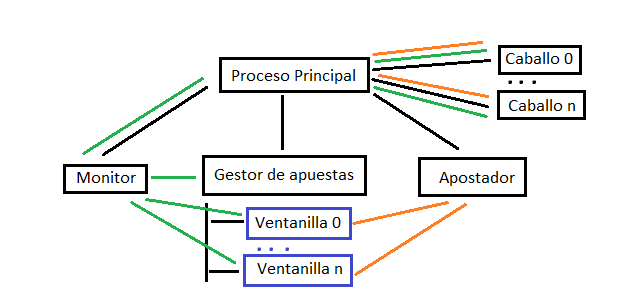 Caballo 0
Proceso Principal
. . .
Caballo n
Monitor
Gestor de apuestas
Apostador
Ventanilla 0
. . .
Ventanilla n